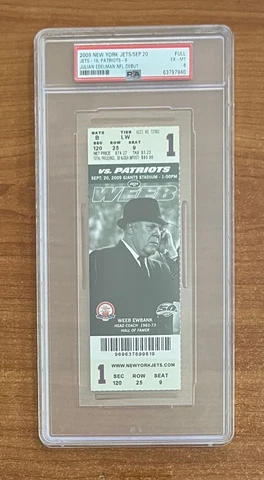 2009 NEW YORK JETS/SEP.20 FULL
JETS - 16, PATRIOTS - 9 EX - MT
JULIAN EDELMAN NFL DEBUT 6
PSA 63797960
GATE TIER
B LW
SEC ROW SEAT
120 25 9
1
VS. PATRIOTS
SEPT. 20, 2009 GIANTS STADIUM - 1:00PM
WEEB
WEEB EWBANK
HEAD COACH 1963-73
HALL OF FAMER
969637699618
1
SEC ROW SEAT
120 25 9
WWW.NEWYORKJETS.COM